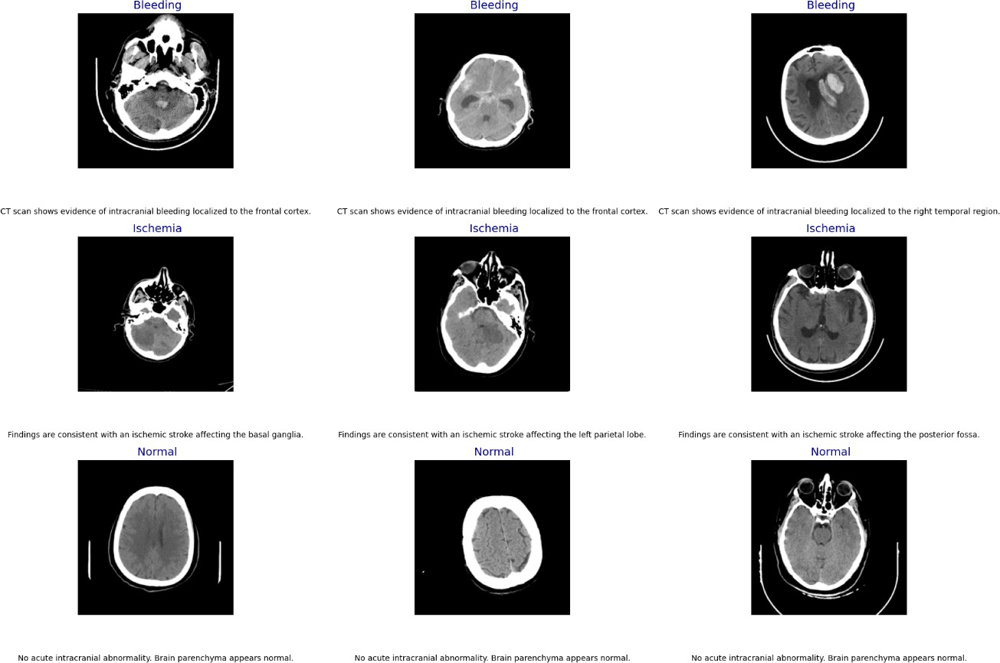 Bleeding
Bleeding
Bleeding
CT scan shows evidence of intracranial bleeding localized to the frontal cortex.
CT scan shows evidence of intracranial bleeding localized to the frontal cortex.
CT scan shows evidence of intracranial bleeding localized to the right temporal region.
Ischemia
Ischemia
Ischemia
Findings are consistent with an ischemic stroke affecting the basal ganglia.
Findings are consistent with an ischemic stroke affecting the left parietal lobe.
Findings are consistent with an ischemic stroke affecting the posterior fossa.
Normal
Normal
Normal
No acute intracranial abnormality. Brain parenchyma appears normal.
No acute intracranial abnormality. Brain parenchyma appears normal.
No acute intracranial abnormality. Brain parenchyma appears normal.